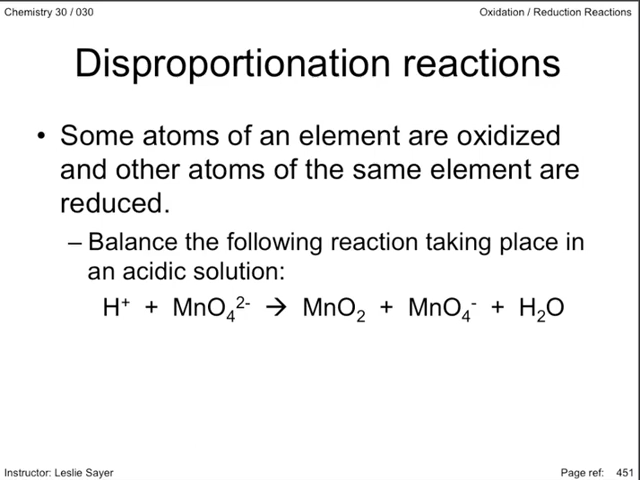 Chemistry 30 / 030
Oxidation / Reduction Reactions
Disproportionation reactions
• Some atoms of an element are oxidized
and other atoms of the same element are
reduced.
– Balance the following reaction taking place in
an acidic solution:
H⁺ + MnO₄²⁻ → MnO₂ + MnO₄⁻ + H₂O
Instructor: Leslie Sayer
Page ref: 451